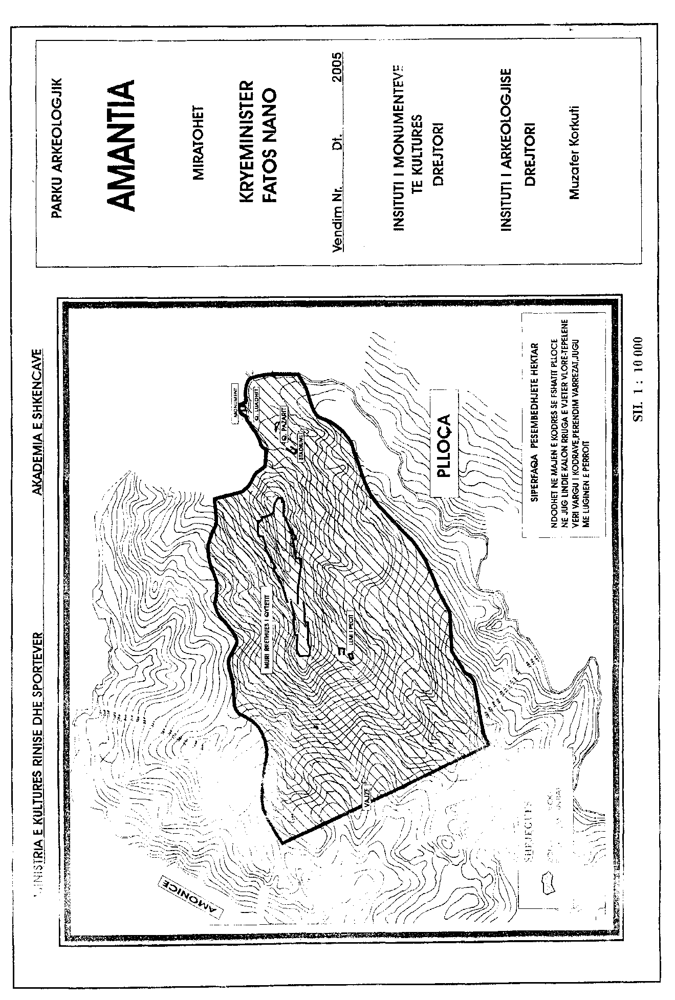 MINISTRIA E KULTURES RINISE DHE SPORTEVER
AKADEMIA E SHKENCAVE
PARKU ARKEOLOGJIK
AMANTIA
MIRATOHET
KRYEMINISTER
FATOS NANO
Vendim Nr. Dt. 2005
INSITUTI I MONUMENTEVE
TE KULTURES
DREJTORI
INSITUTI I ARKEOLOGJISE
DREJTORI
Muzafer Korkuti
AMONICE
MURI RRETHUES I QYTETIT
MONUMENT
Q. LUADHIT
Q. PAZARIT
STADIUMI
LEMI I PECIT
VAJZE
PLLOÇA
SIPERFAQA PESEMBEDHJETE HEKTAR
NDODHET NE MAJEN E KODRES SE FSHATIT PLLOCE
NE JUG LINDIE KALON RRUGA E VJETER VLORE-TEPELENE
VERI VARGU I KODRAVE,PERENDIM VARREZAT,JUGU
ME LUGINEN E PERROIT
SH. 1 : 10 000